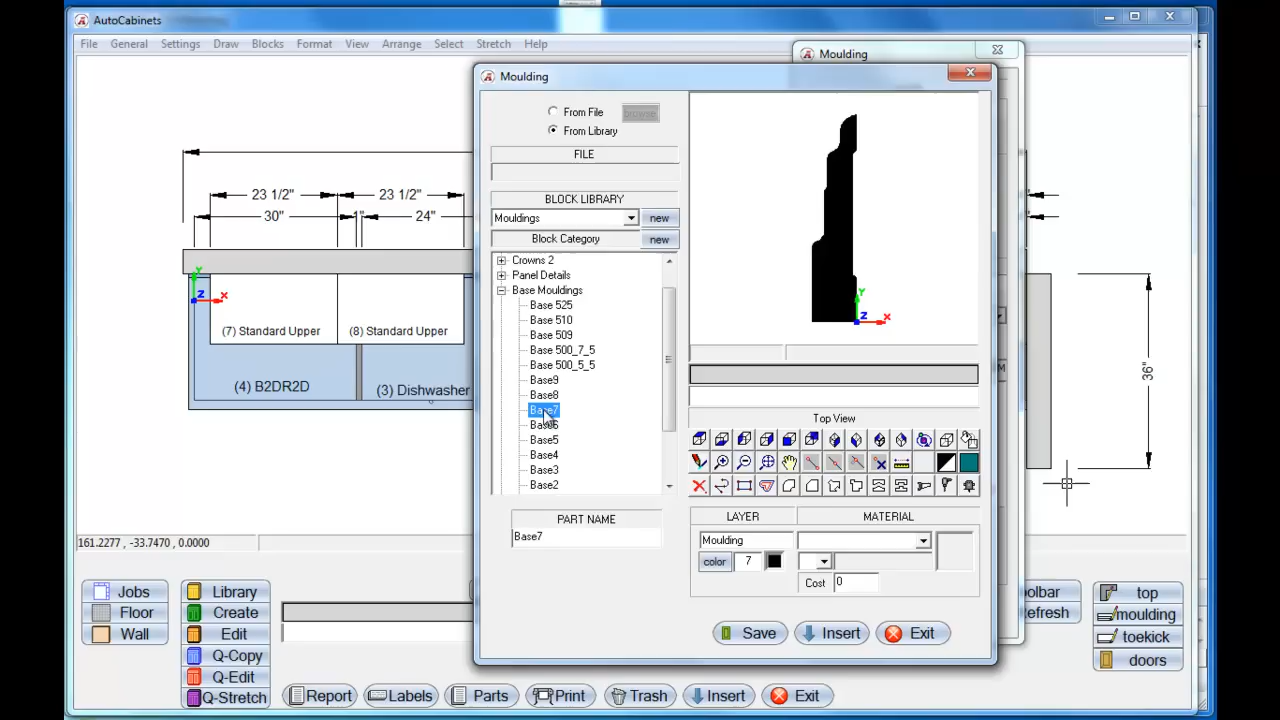 AutoCabinets
File General Settings Draw Blocks Format View Arrange Select Stretch Help
Moulding
Moulding
From File browse
From Library
FILE
BLOCK LIBRARY
Mouldings new
Block Category new
Crowns 2
Panel Details
Base Mouldings
Base 525
Base 510
Base 509
Base 500_7_5
Base 500_5_5
Base9
Base8
Base7
Base6
Base5
Base4
Base3
Base2
PART NAME
Base7
Y
Z X
Top View
LAYER MATERIAL
Moulding
color 7
Cost 0
Save Insert Exit
23 1/2" 23 1/2"
30" 1" 24"
Y
Z X
(7) Standard Upper (8) Standard Upper
(4) B2DR2D (3) Dishwasher
36"
161.2277 , -33.7470 , 0.0000
Jobs Library olbar top
Floor Create efresh moulding
Wall Edit toekick
Q-Copy doors
Q-Edit
Q-Stretch Report Labels Parts Print Trash Insert Exit